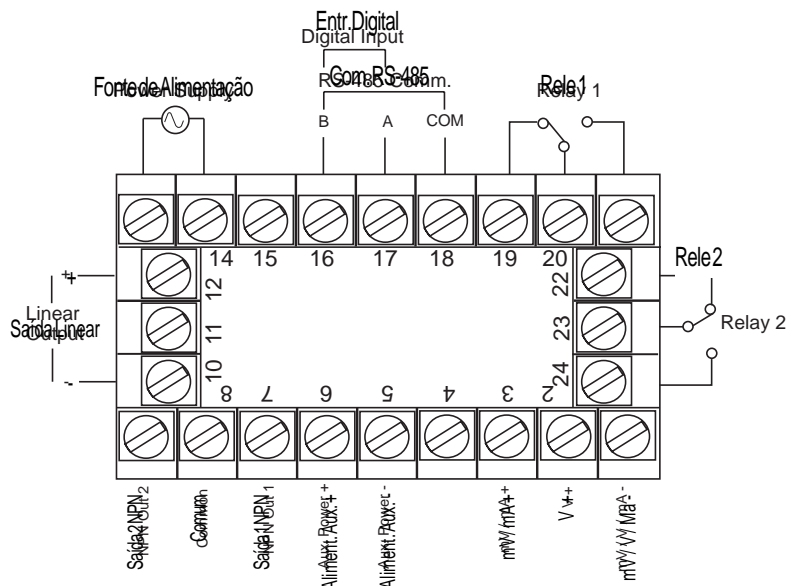 Entr.Digital
Digital Input
Com.RS-485
RS-485 Comm.
Fonte de Alimentação
Power Supply
Rele 1
Relay 1
B A COM
14 15 16 17 18 19 20
+
+
12
22
Rele 2
Linear
Output
Saída Linear
11
23
Relay 2
-
10
24
8 7 6 5 4 3 2
Saída 2 NPN
NPN Out 2
Comum
Common
Saída 1 NPN
NPN Out 1
Aux. Power +
Aliment. Aux. +
Aux. Power -
Aliment. Aux. -
mV / mA +
V +
mV / V / mA -